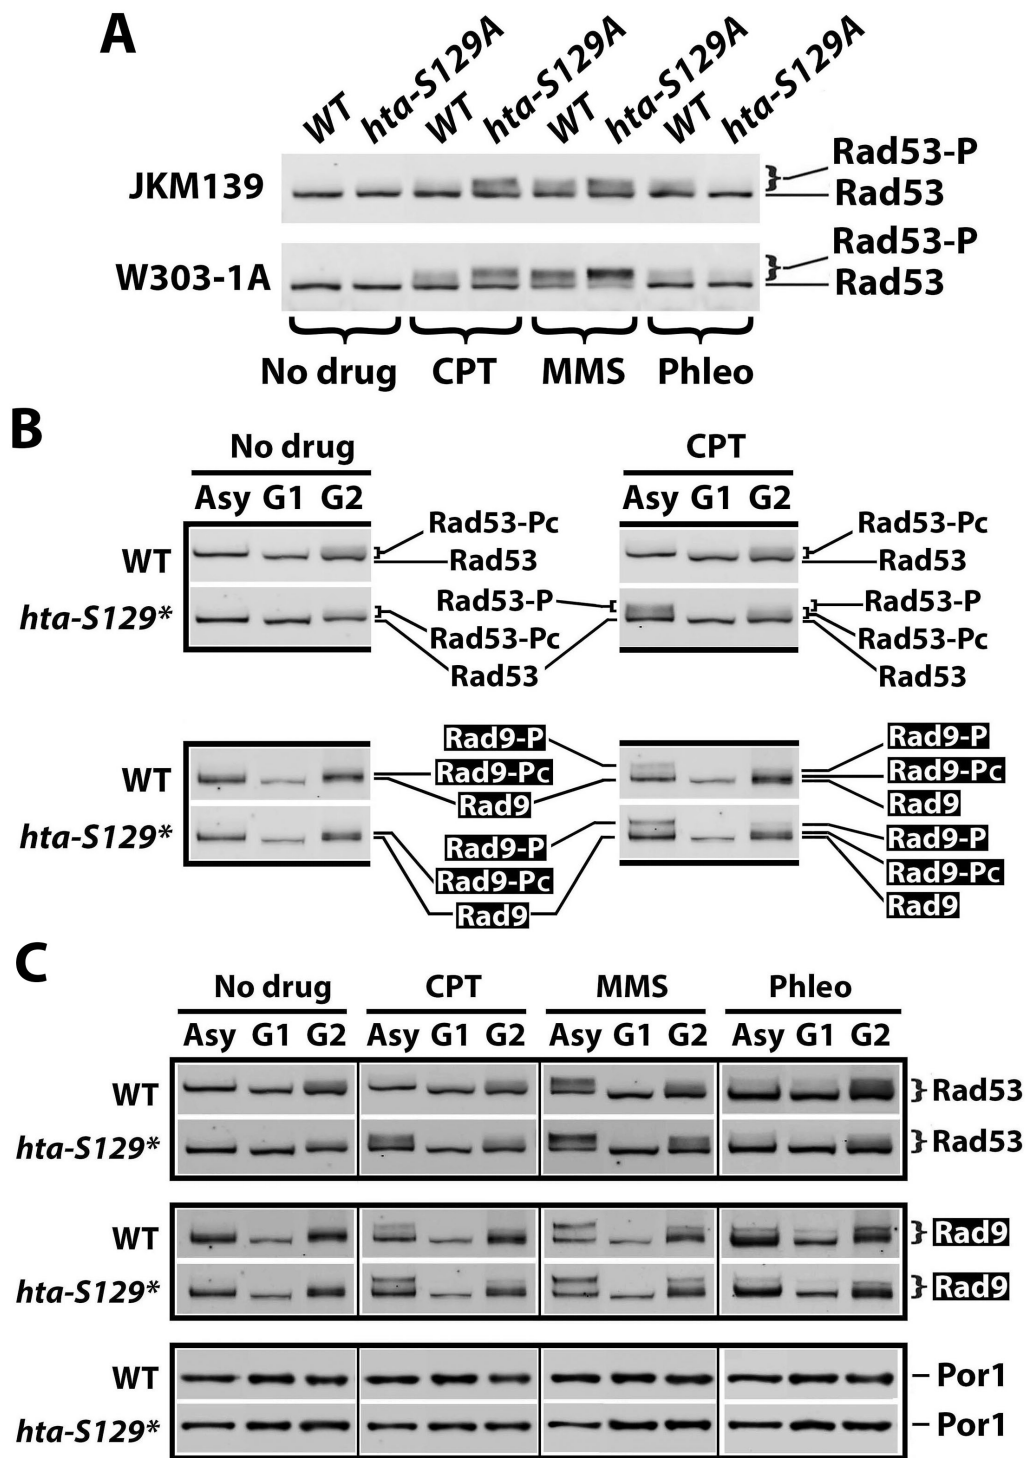 A
WT hta-S129A WT hta-S129A WT hta-S129A WT hta-S129A
JKM139
Rad53-P
Rad53
W303-1A
Rad53-P
Rad53
No drug CPT MMS Phleo
B
No drug CPT
Asy G1 G2 Asy G1 G2
WT Rad53-Pc Rad53-Pc
Rad53 Rad53
hta-S129* Rad53-P Rad53-P
Rad53-Pc Rad53-Pc
Rad53 Rad53
WT Rad9-P Rad9-P
Rad9-Pc Rad9-Pc
Rad9 Rad9
hta-S129* Rad9-P Rad9-P
Rad9-Pc Rad9-Pc
Rad9 Rad9
C
No drug CPT MMS Phleo
Asy G1 G2 Asy G1 G2 Asy G1 G2 Asy G1 G2
WT } Rad53
hta-S129* } Rad53
WT } Rad9
hta-S129* } Rad9
WT – Por1
hta-S129* – Por1